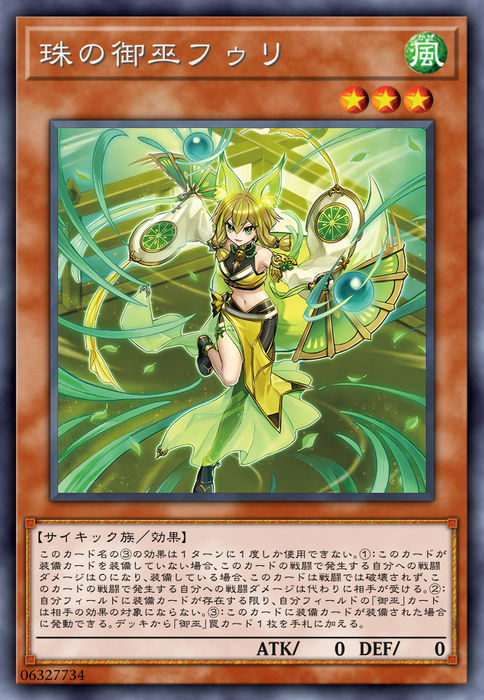 珠の御巫フゥリ
かぜ
風
【サイキック族／効果】
このカード名の③の効果は１ターンに１度しか使用できない。①：このカードが
装備カードを装備していない場合、このカードの戦闘で発生する自分への戦闘
ダメージは０になり、装備している場合、このカードは戦闘では破壊されず、こ
のカードの戦闘で発生する自分への戦闘ダメージは代わりに相手が受ける。②：
自分フィールドに装備カードが存在する限り、自分フィールドの「御巫」カード
は相手の効果の対象にならない。③：このカードに装備カードが装備された場合
に発動できる。デッキから「御巫」罠カード１枚を手札に加える。
ATK/ 0 DEF/ 0
06327734